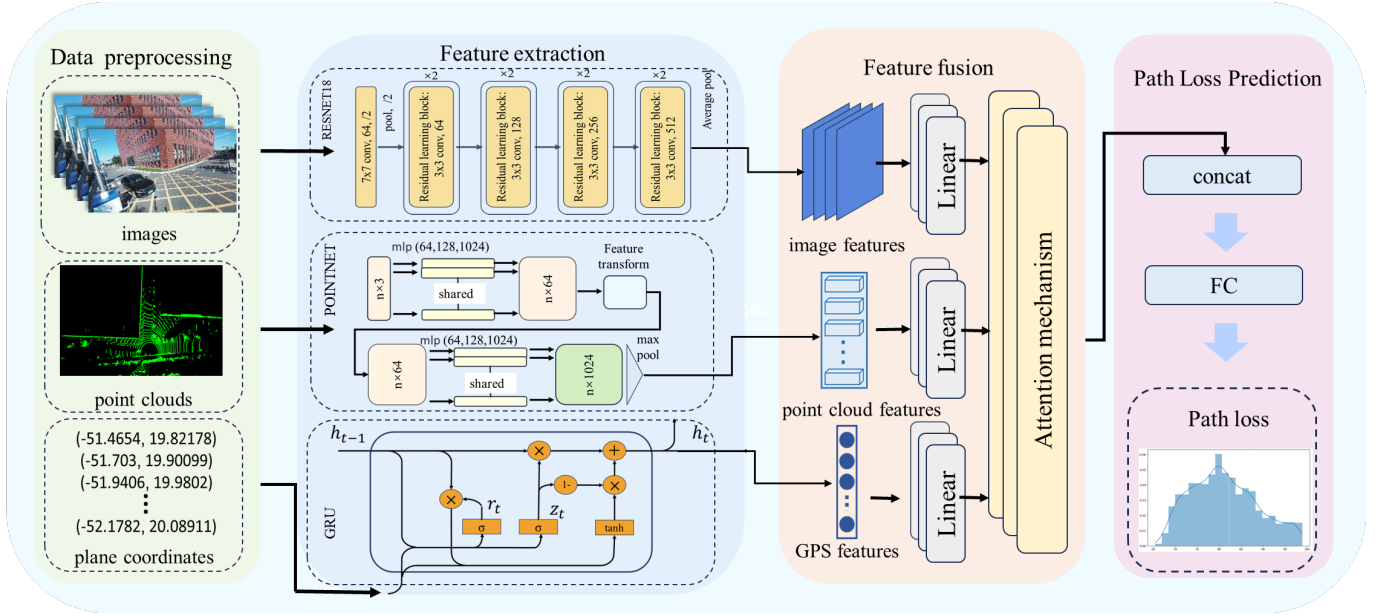 Data preprocessing
images
point clouds
(-51.4654, 19.82178)
(-51.703, 19.90099)
(-51.9406, 19.9802)
(-52.1782, 20.08911)
plane coordinates
Feature extraction
RESNET18
7x7 conv, 64, /2
pool, /2
×2
Residual learning block:
3x3 conv, 64
×2
Residual learning block:
3x3 conv, 128
×2
Residual learning block:
3x3 conv, 256
×2
Residual learning block:
3x3 conv, 512
Average pool
POINTNET
n×3
mlp (64,128,1024)
shared
n×64
Feature
transform
n×64
mlp (64,128,1024)
shared
n×1024
max
pool
GRU
h_{t-1}
h_t
×
+
×
1-
×
r_t
z_t
σ
σ
tanh
Feature fusion
image features
Linear
res
point cloud features
Linear
GPS features
Linear
Attention mechanism
Path Loss Prediction
concat
FC
Path loss